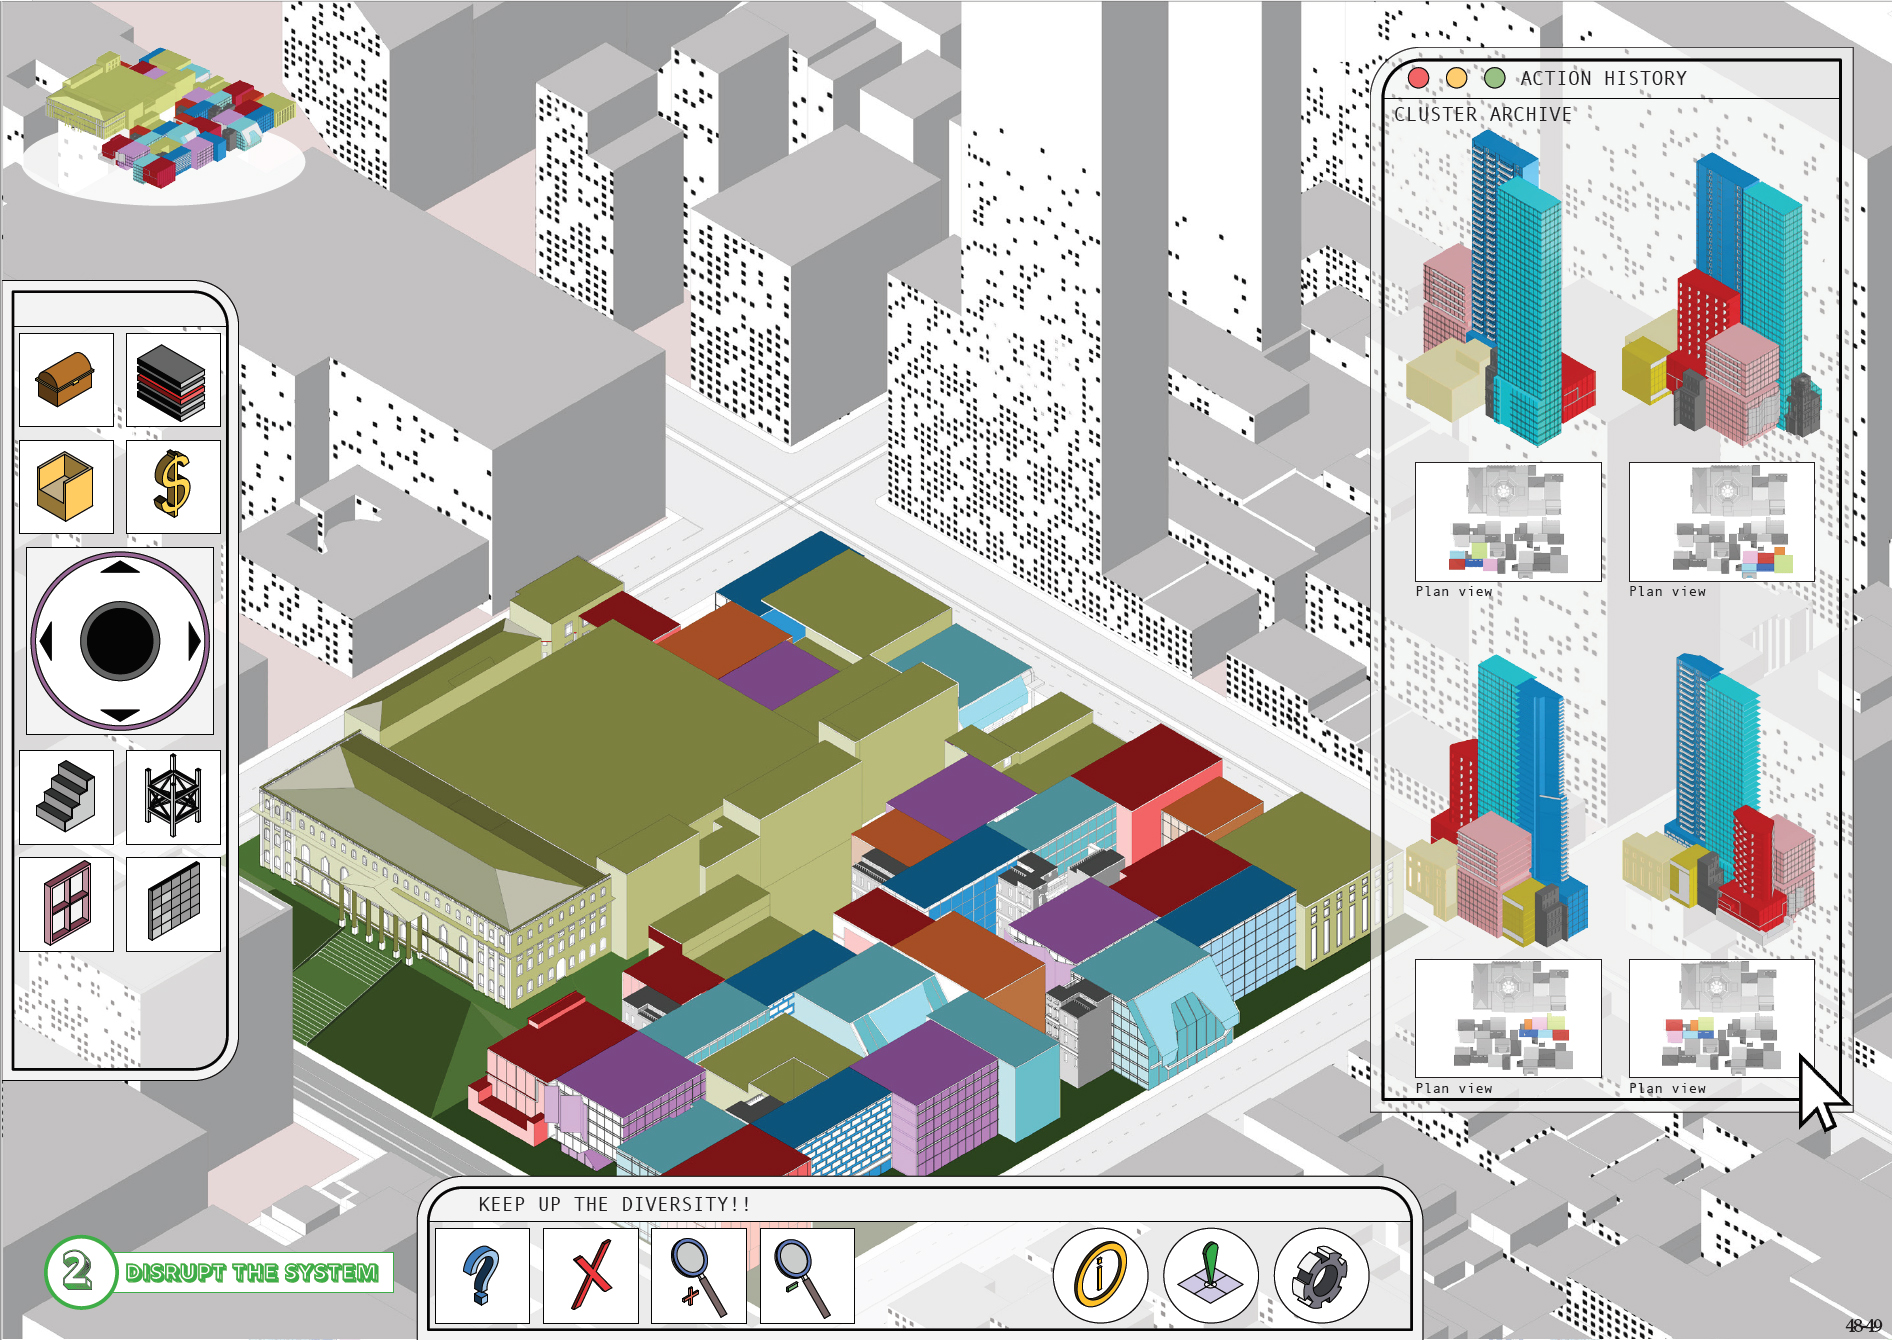 ACTION HISTORY
CLUSTER ARCHIVE
Plan view
Plan view
Plan view
Plan view
KEEP UP THE DIVERSITY!!
2
DISRUPT THE SYSTEM
48-49